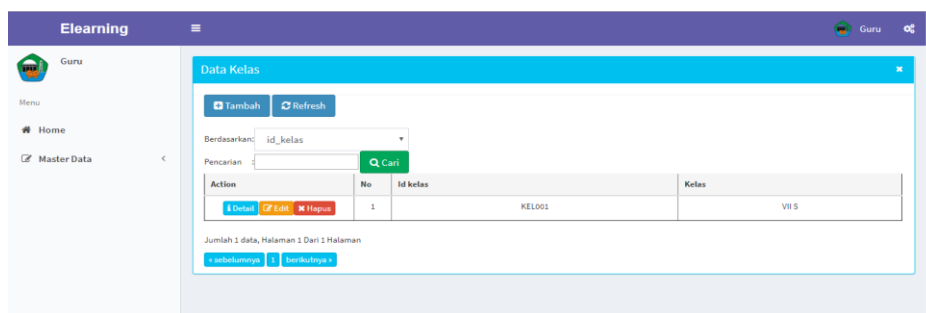 Elearning
Guru
Guru
Menu
Home
Master Data
Data Kelas
Tambah
Refresh
Berdasarkan: id_kelas
Pencarian :
Cari
Action No Id kelas Kelas
Detail Edit Hapus 1 KEL001 VII 5
Jumlah 1 data, Halaman 1 Dari 1 Halaman
« sebelumnya 1 berikutnya »